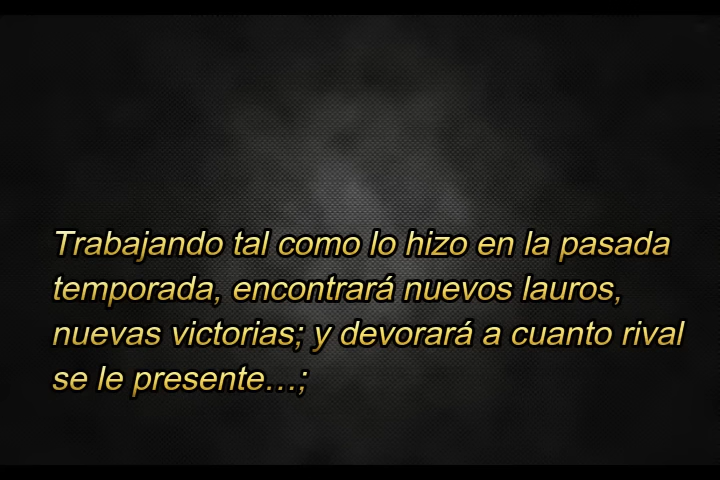 Trabajando tal como lo hizo en la pasada
temporada, encontrará nuevos lauros,
nuevas victorias; y devorará a cuanto rival
se le presente…;